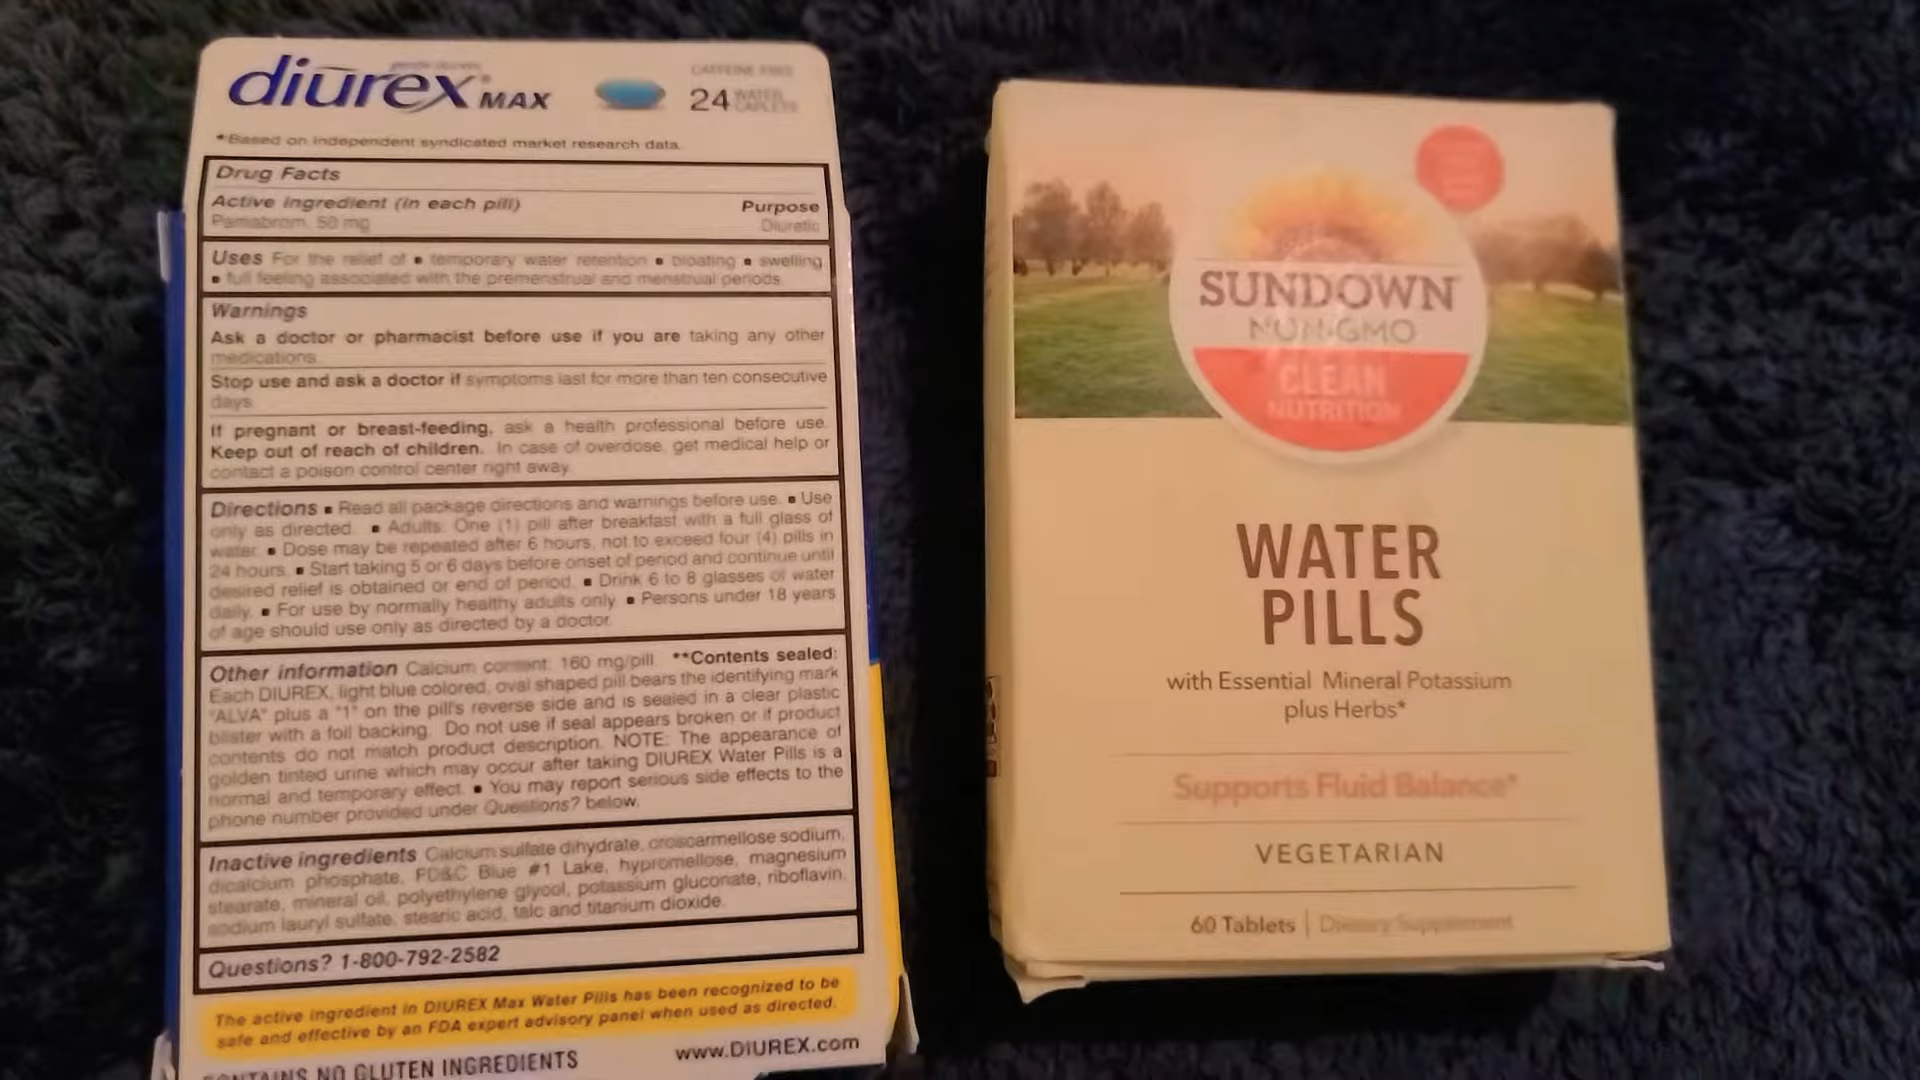 diurex MAX
CAFFEINE FREE
24 WATER CAPLETS
*Based on independent syndicated market research data.
Drug Facts
Active ingredient (in each pill) Purpose
Pamabrom, 50 mg Diuretic
Uses For the relief of ▪ temporary water retention ▪ bloating ▪ swelling
▪ full feeling associated with the premenstrual and menstrual periods
Warnings
Ask a doctor or pharmacist before use if you are taking any other
medications.
Stop use and ask a doctor if symptoms last for more than ten consecutive
days
If pregnant or breast-feeding, ask a health professional before use.
Keep out of reach of children. In case of overdose, get medical help or
contact a poison control center right away.
Directions ▪ Read all package directions and warnings before use. ▪ Use
only as directed. ▪ Adults: One (1) pill after breakfast with a full glass of
water. ▪ Dose may be repeated after 6 hours, not to exceed four (4) pills in
24 hours. ▪ Start taking 5 or 6 days before onset of period and continue until
desired relief is obtained or end of period. ▪ Drink 6 to 8 glasses of water
daily. ▪ For use by normally healthy adults only. ▪ Persons under 18 years
of age should use only as directed by a doctor.
Other information Calcium content: 160 mg/pill. **Contents sealed:
Each DIUREX, light blue colored, oval shaped pill bears the identifying mark
"ALVA" plus a "1" on the pill's reverse side and is sealed in a clear plastic
blister with a foil backing. Do not use if seal appears broken or if product
contents do not match product description. NOTE: The appearance of
golden tinted urine which may occur after taking DIUREX Water Pills is a
normal and temporary effect. ▪ You may report serious side effects to the
phone number provided under Questions? below.
Inactive ingredients Calcium sulfate dihydrate, croscarmellose sodium,
dicalcium phosphate, FD&C Blue #1 Lake, hypromellose, magnesium
stearate, mineral oil, polyethylene glycol, potassium gluconate, riboflavin,
sodium lauryl sulfate, stearic acid, talc and titanium dioxide.
Questions? 1-800-792-2582
The active ingredient in DIUREX Max Water Pills has been recognized to be
safe and effective by an FDA expert advisory panel when used as directed.
CONTAINS NO GLUTEN INGREDIENTS
www.DIUREX.com
SUNDOWN
NON-GMO
CLEAN
NUTRITION
WATER
PILLS
with Essential Mineral Potassium
plus Herbs*
Supports Fluid Balance*
VEGETARIAN
60 Tablets | Dietary Supplement